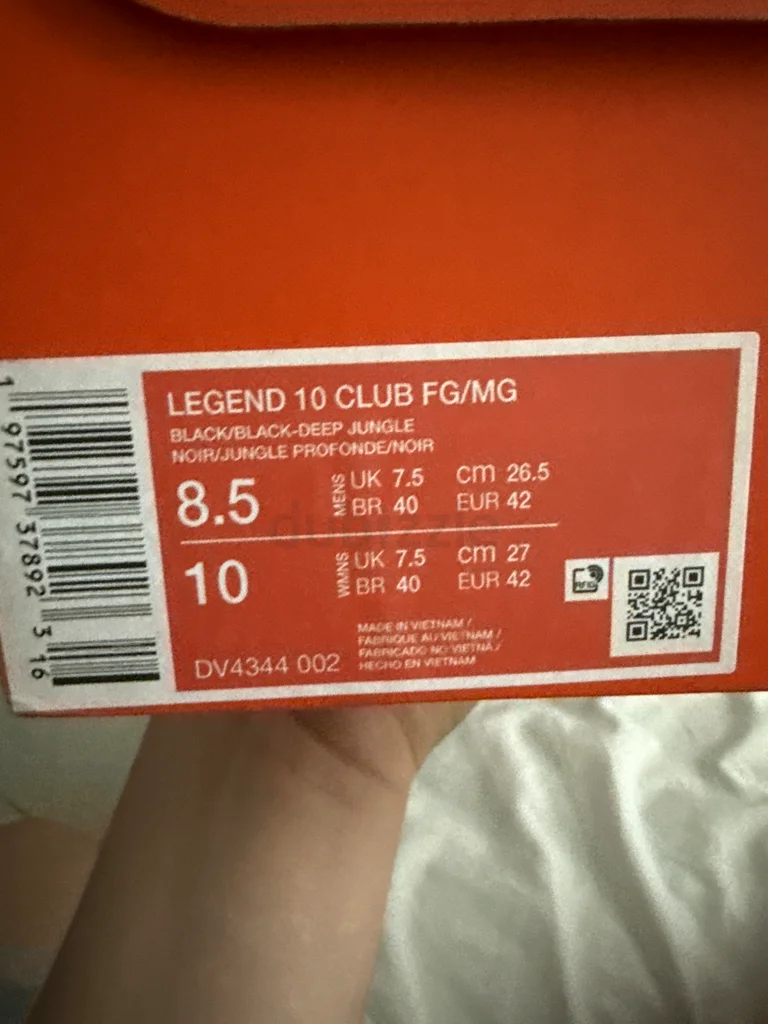 LEGEND 10 CLUB FG/MG
BLACK/BLACK-DEEP JUNGLE
NOIR/JUNGLE PROFONDE/NOIR
8.5 MENS UK 7.5 cm 26.5
BR 40 EUR 42
dubizzle
10 WMNS UK 7.5 cm 27
BR 40 EUR 42
MADE IN VIETNAM /
FABRIQUE AU VIETNAM /
FABRICADO NO VIETNÃ /
HECHO EN VIETNAM
DV4344 002
1 97597 37892 3 16